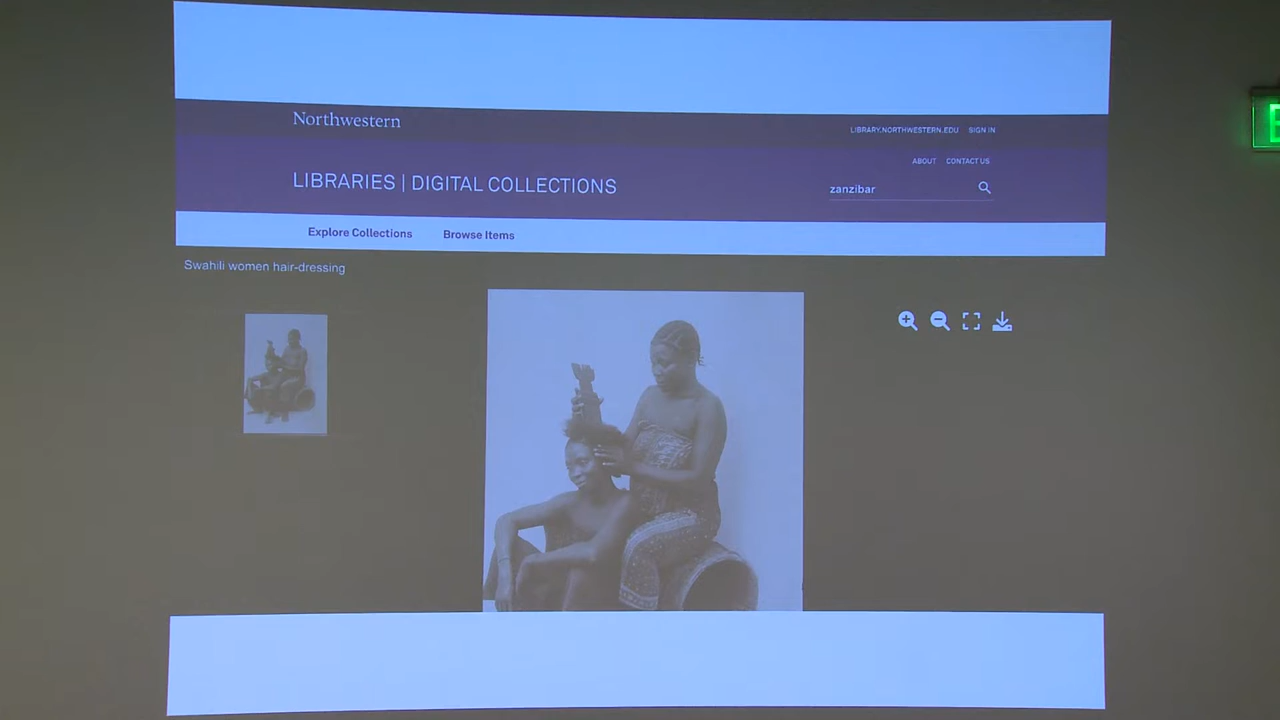 Northwestern
LIBRARY.NORTHWESTERN.EDU SIGN IN
ABOUT CONTACT US
LIBRARIES | DIGITAL COLLECTIONS
zanzibar
Explore Collections Browse Items
Swahili women hair-dressing